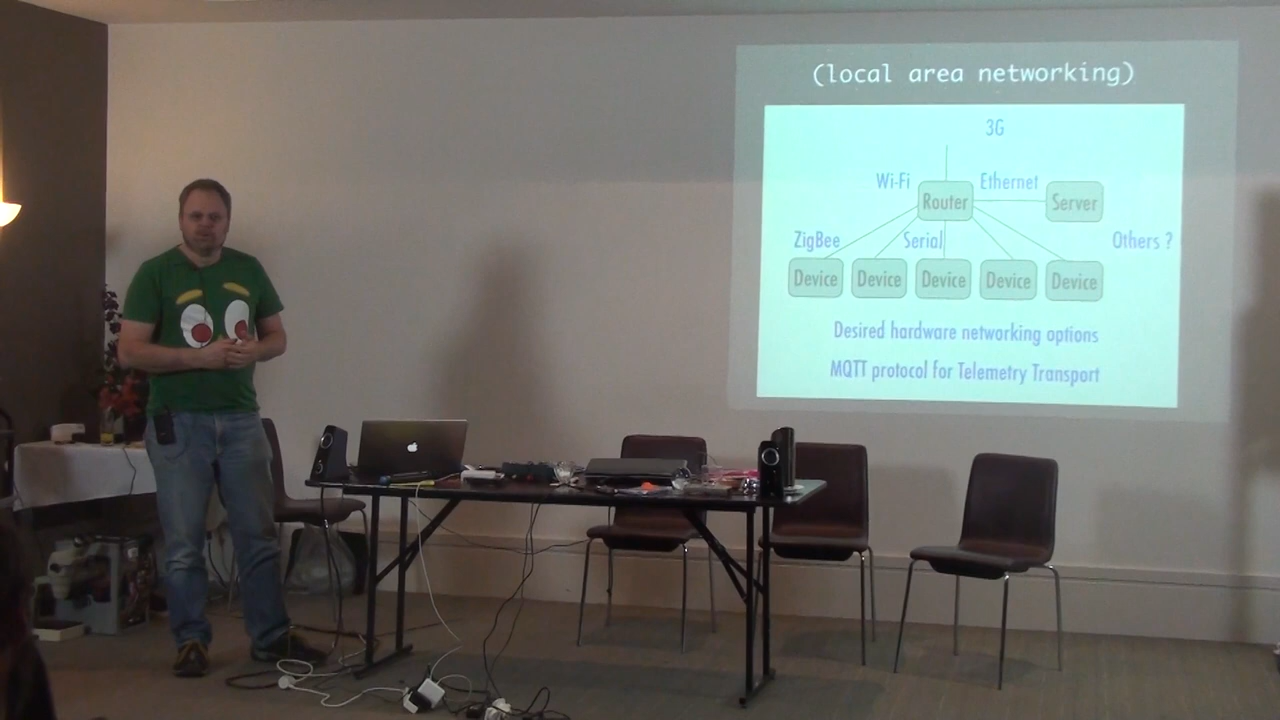 (local area networking)
3G
Wi-Fi Ethernet
Router Server
ZigBee Serial Others ?
Device Device Device Device Device
Desired hardware networking options
MQTT protocol for Telemetry Transport